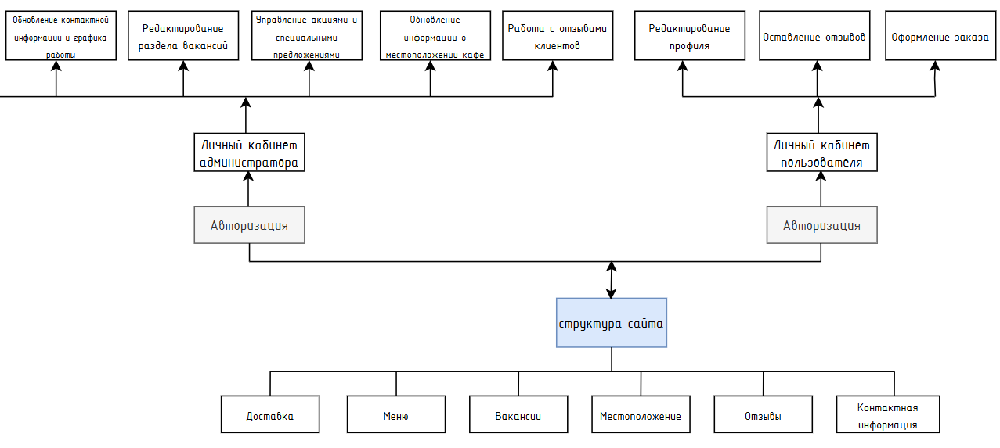 Обновление контактной
информации и графика
работы
Редактирование
раздела вакансий
Управление акциями и
специальными
предложениями
Обновление
информации о
местоположении кафе
Работа с отзывами
клиентов
Редактирование
профиля
Оставление отзывов
Оформление заказа
Личный кабинет
администратора
Личный кабинет
пользователя
Авторизация
Авторизация
структура сайта
Доставка
Меню
Вакансии
Местоположение
Отзывы
Контактная
информация